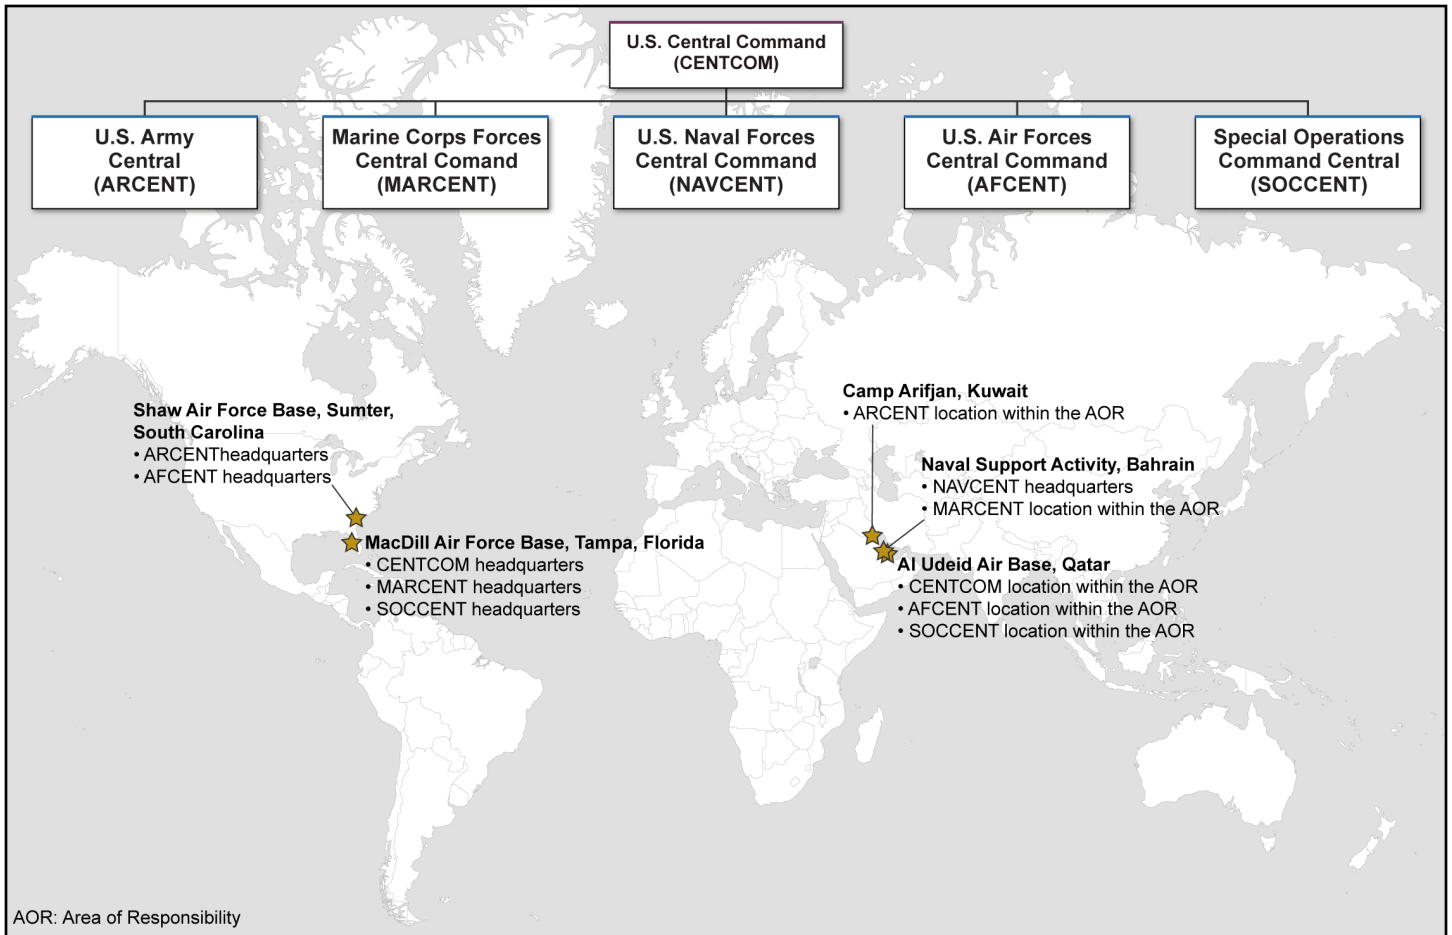 U.S. Central Command
(CENTCOM)
U.S. Army
Central
(ARCENT)
Marine Corps Forces
Central Comand
(MARCENT)
U.S. Naval Forces
Central Command
(NAVCENT)
U.S. Air Forces
Central Command
(AFCENT)
Special Operations
Command Central
(SOCCENT)
Shaw Air Force Base, Sumter,
South Carolina
• ARCENTheadquarters
• AFCENT headquarters
MacDill Air Force Base, Tampa, Florida
• CENTCOM headquarters
• MARCENT headquarters
• SOCCENT headquarters
Camp Arifjan, Kuwait
• ARCENT location within the AOR
Naval Support Activity, Bahrain
• NAVCENT headquarters
• MARCENT location within the AOR
Al Udeid Air Base, Qatar
• CENTCOM location within the AOR
• AFCENT location within the AOR
• SOCCENT location within the AOR
AOR: Area of Responsibility